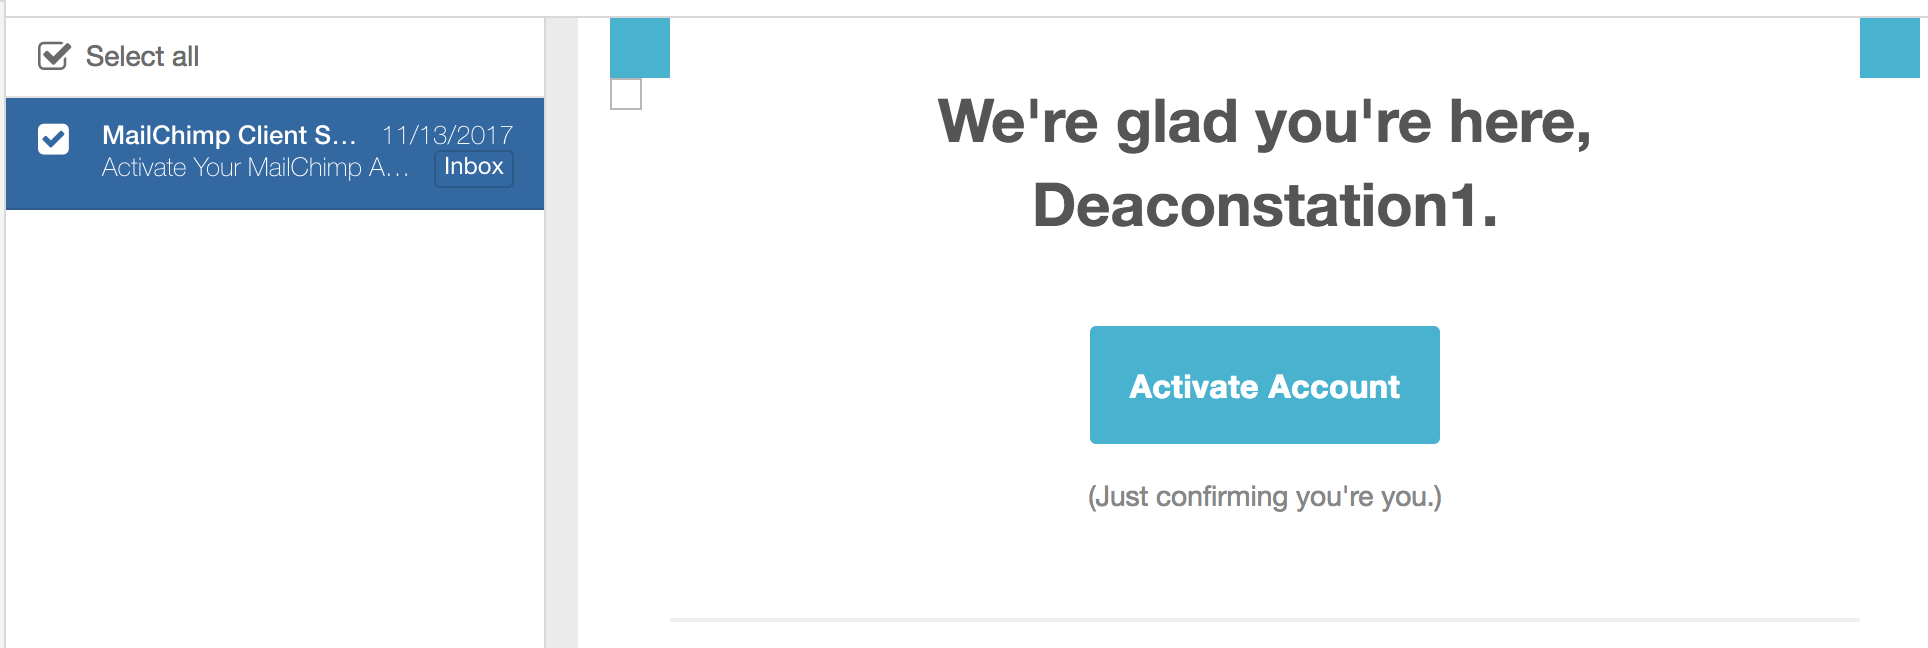 Select all
MailChimp Client S... 11/13/2017
Activate Your MailChimp A... Inbox
We're glad you're here,
Deaconstation1.
Activate Account
(Just confirming you're you.)